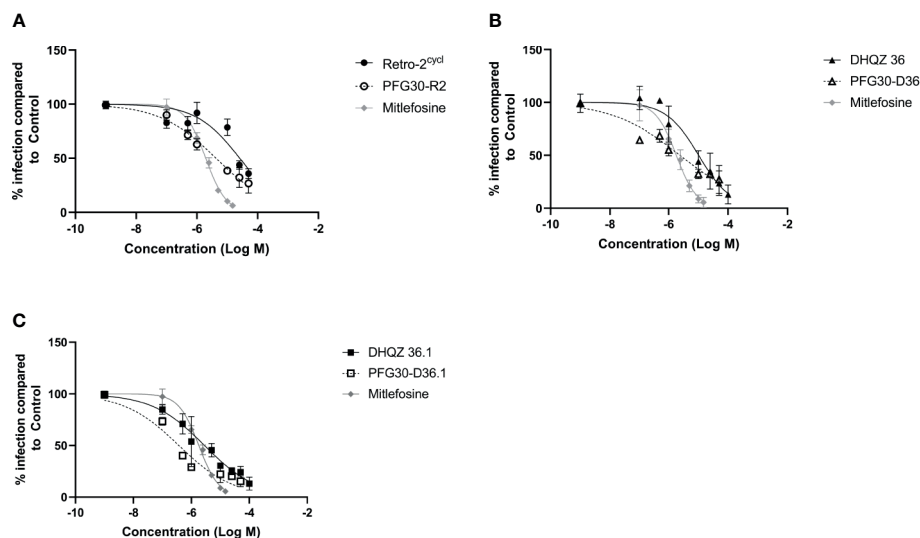 A
% infection compared
to Control
150
100
50
0
-10
-8
-6
-4
-2
Concentration (Log M)
Retro-2cycl
PFG30-R2
Mitlefosine
B
% infection compared
to Control
150
100
50
0
-10
-8
-6
-4
-2
Concentration (Log M)
DHQZ 36
PFG30-D36
Mitlefosine
C
% infection compared
to Control
150
100
50
0
-10
-8
-6
-4
-2
Concentration (Log M)
DHQZ 36.1
PFG30-D36.1
Mitlefosine